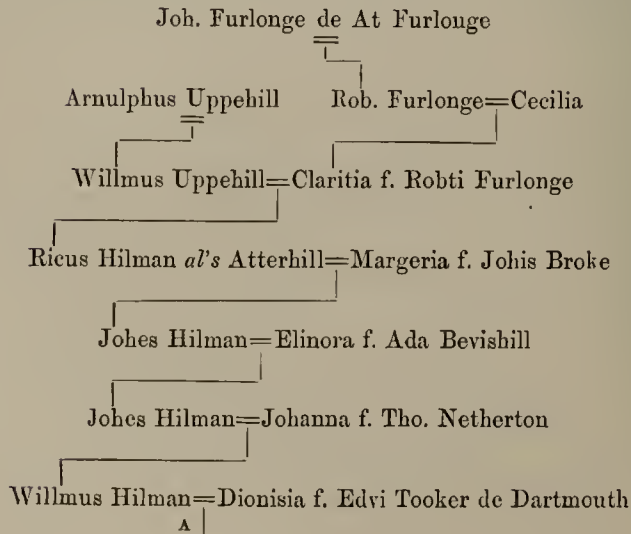 Joh. Furlonge de At Furlonge
Arnulphus Uppehill Rob. Furlonge=Cecilia
Willmus Uppehill=Claritia f. Robti Furlonge
Ricus Hilman al's Atterhill=Margeria f. Johis Broke
Johes Hilman=Elinora f. Ada Bevishill
Johes Hilman=Johanna f. Tho. Netherton
Willmus Hilman=Dionisia f. Edvi Tooker de Dartmouth
A